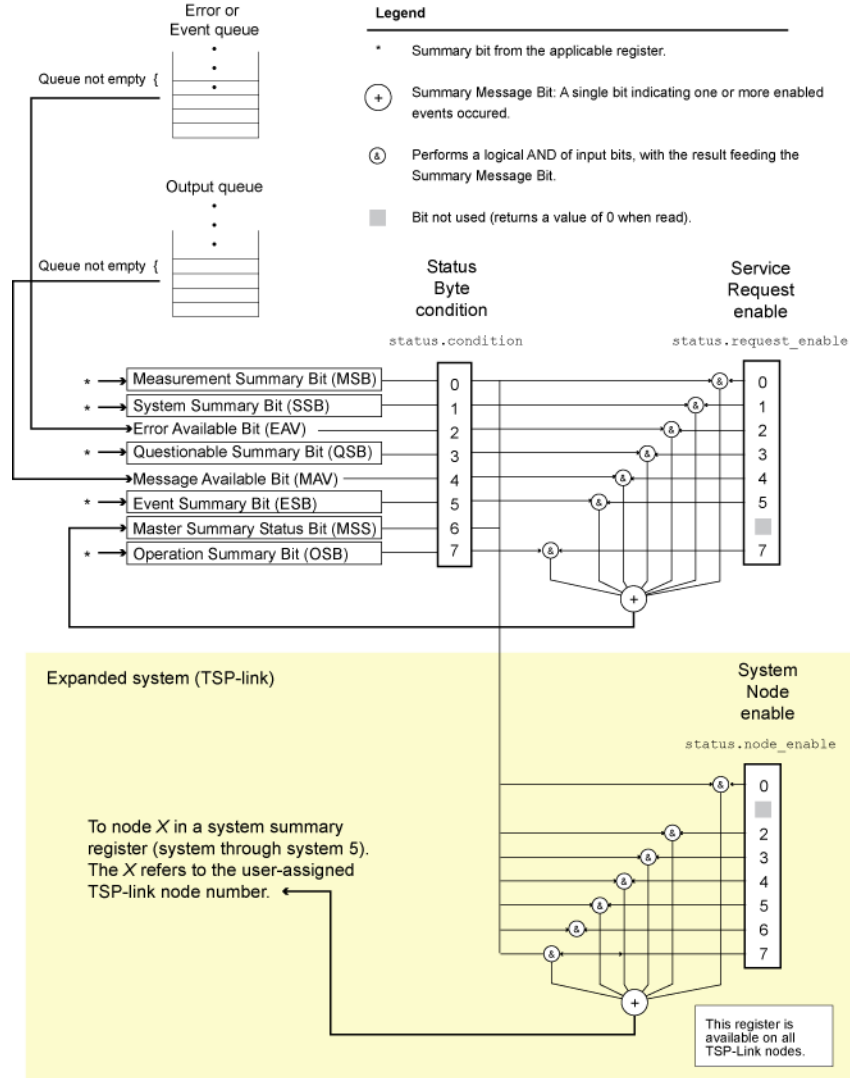 Error or
Event queue
Queue not empty {
Output queue
Queue not empty {
Legend
* Summary bit from the applicable register.
+ Summary Message Bit: A single bit indicating one or more enabled
events occured.
& Performs a logical AND of input bits, with the result feeding the
Summary Message Bit.
Bit not used (returns a value of 0 when read).
Status
Byte
condition
status.condition
Service
Request
enable
status.request_enable
* Measurement Summary Bit (MSB) 0 & 0
* System Summary Bit (SSB) 1 & 1
Error Available Bit (EAV) 2 & 2
* Questionable Summary Bit (QSB) 3 & 3
Message Available Bit (MAV) 4 & 4
* Event Summary Bit (ESB) 5 & 5
Master Summary Status Bit (MSS) 6
* Operation Summary Bit (OSB) 7 & 7
+
Expanded system (TSP-link)
System
Node
enable
status.node_enable
& 0
& 2
& 3
& 4
& 5
& 6
& 7
+
To node X in a system summary
register (system through system 5).
The X refers to the user-assigned
TSP-link node number.
This register is
available on all
TSP-Link nodes.